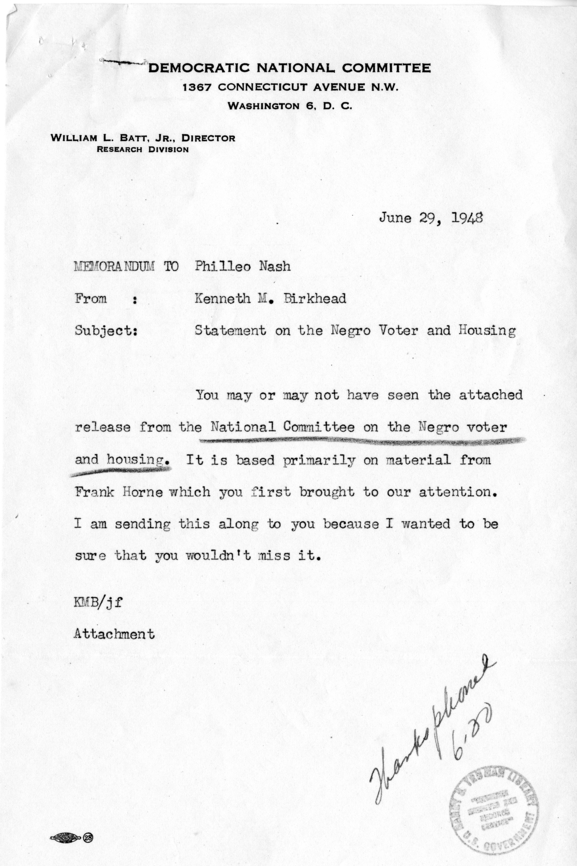 DEMOCRATIC NATIONAL COMMITTEE
1367 CONNECTICUT AVENUE N.W.
WASHINGTON 6, D. C.
WILLIAM L. BATT, JR., DIRECTOR
RESEARCH DIVISION
June 29, 1948
MEMORANDUM TO Philleo Nash
From : Kenneth M. Birkhead
Subject: Statement on the Negro Voter and Housing
You may or may not have seen the attached
release from the National Committee on the Negro voter
and housing. It is based primarily on material from
Frank Horne which you first brought to our attention.
I am sending this along to you because I wanted to be
sure that you wouldn't miss it.
KMB/jf
Attachment
Thanks phoned
HARRY S. TRUMAN LIBRARY
U.S. GOVERNMENT